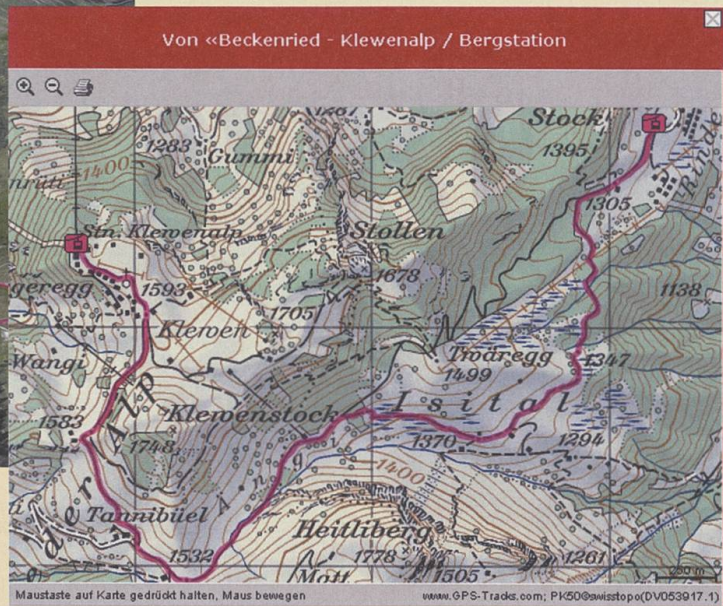 Von «Beckenried - Klewenalp / Bergstation
1283
Gummi
1400
Stock
1395
1305
Stn. Klewenalp
Stollen
1678
1593
1705
1138
Klewen
Wangi
Twäregg
1499
1347
1583
Alp
Klewenstock
Isital
1748
1370
1294
Ängi
1400
Tannibüel
Heitliberg
1532
1778
1505
1261
Maustaste auf Karte gedrückt halten, Maus bewegen
www.GPS-Tracks.com; PK50©swisstopo(DV053917.1)